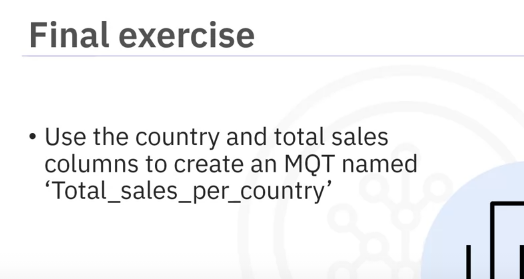 Final exercise
• Use the country and total sales
columns to create an MQT named
‘Total_sales_per_country’